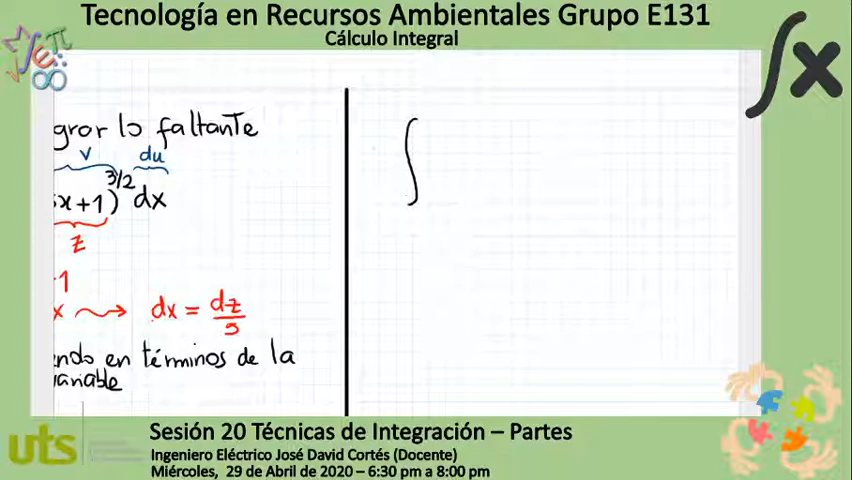 Tecnología en Recursos Ambientales Grupo E131
Cálculo Integral
grar lo faltante
v du
x+1)^3/2 dx
z
1
x → dx = dz/5
endo en términos de la
variable
∫
∫x
uts
Sesión 20 Técnicas de Integración – Partes
Ingeniero Eléctrico José David Cortés (Docente)
Miércoles, 29 de Abril de 2020 – 6:30 pm a 8:00 pm